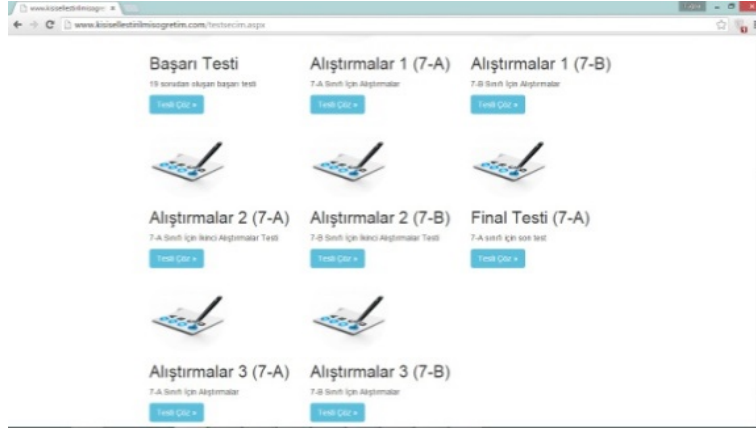 www.kisisellestirilmisogretim.com/testsecim.aspx
Başarı Testi
19 sorudan oluşan başarı testi
Testi Çöz »
Alıştırmalar 1 (7-A)
7-A Sınıfı İçin Alıştırmalar
Testi Çöz »
Alıştırmalar 1 (7-B)
7-B Sınıfı İçin Alıştırmalar
Testi Çöz »
Alıştırmalar 2 (7-A)
7-A Sınıfı İçin İkinci Alıştırmalar Testi
Testi Çöz »
Alıştırmalar 2 (7-B)
7-B Sınıfı İçin İkinci Alıştırmalar Testi
Testi Çöz »
Final Testi (7-A)
7-A sınıfı için son test
Testi Çöz »
Alıştırmalar 3 (7-A)
7-A Sınıfı İçin Alıştırmalar
Testi Çöz »
Alıştırmalar 3 (7-B)
7-B Sınıfı İçin Alıştırmalar
Testi Çöz »